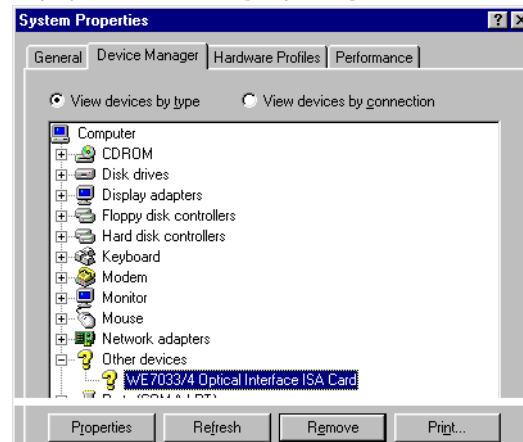 System Properties
General Device Manager Hardware Profiles Performance
View devices by type View devices by connection
Computer
CDROM
Disk drives
Display adapters
Floppy disk controllers
Hard disk controllers
Keyboard
Modem
Monitor
Mouse
Network adapters
Other devices
WE7033/4 Optical Interface ISA Card
Properties Refresh Remove Print...